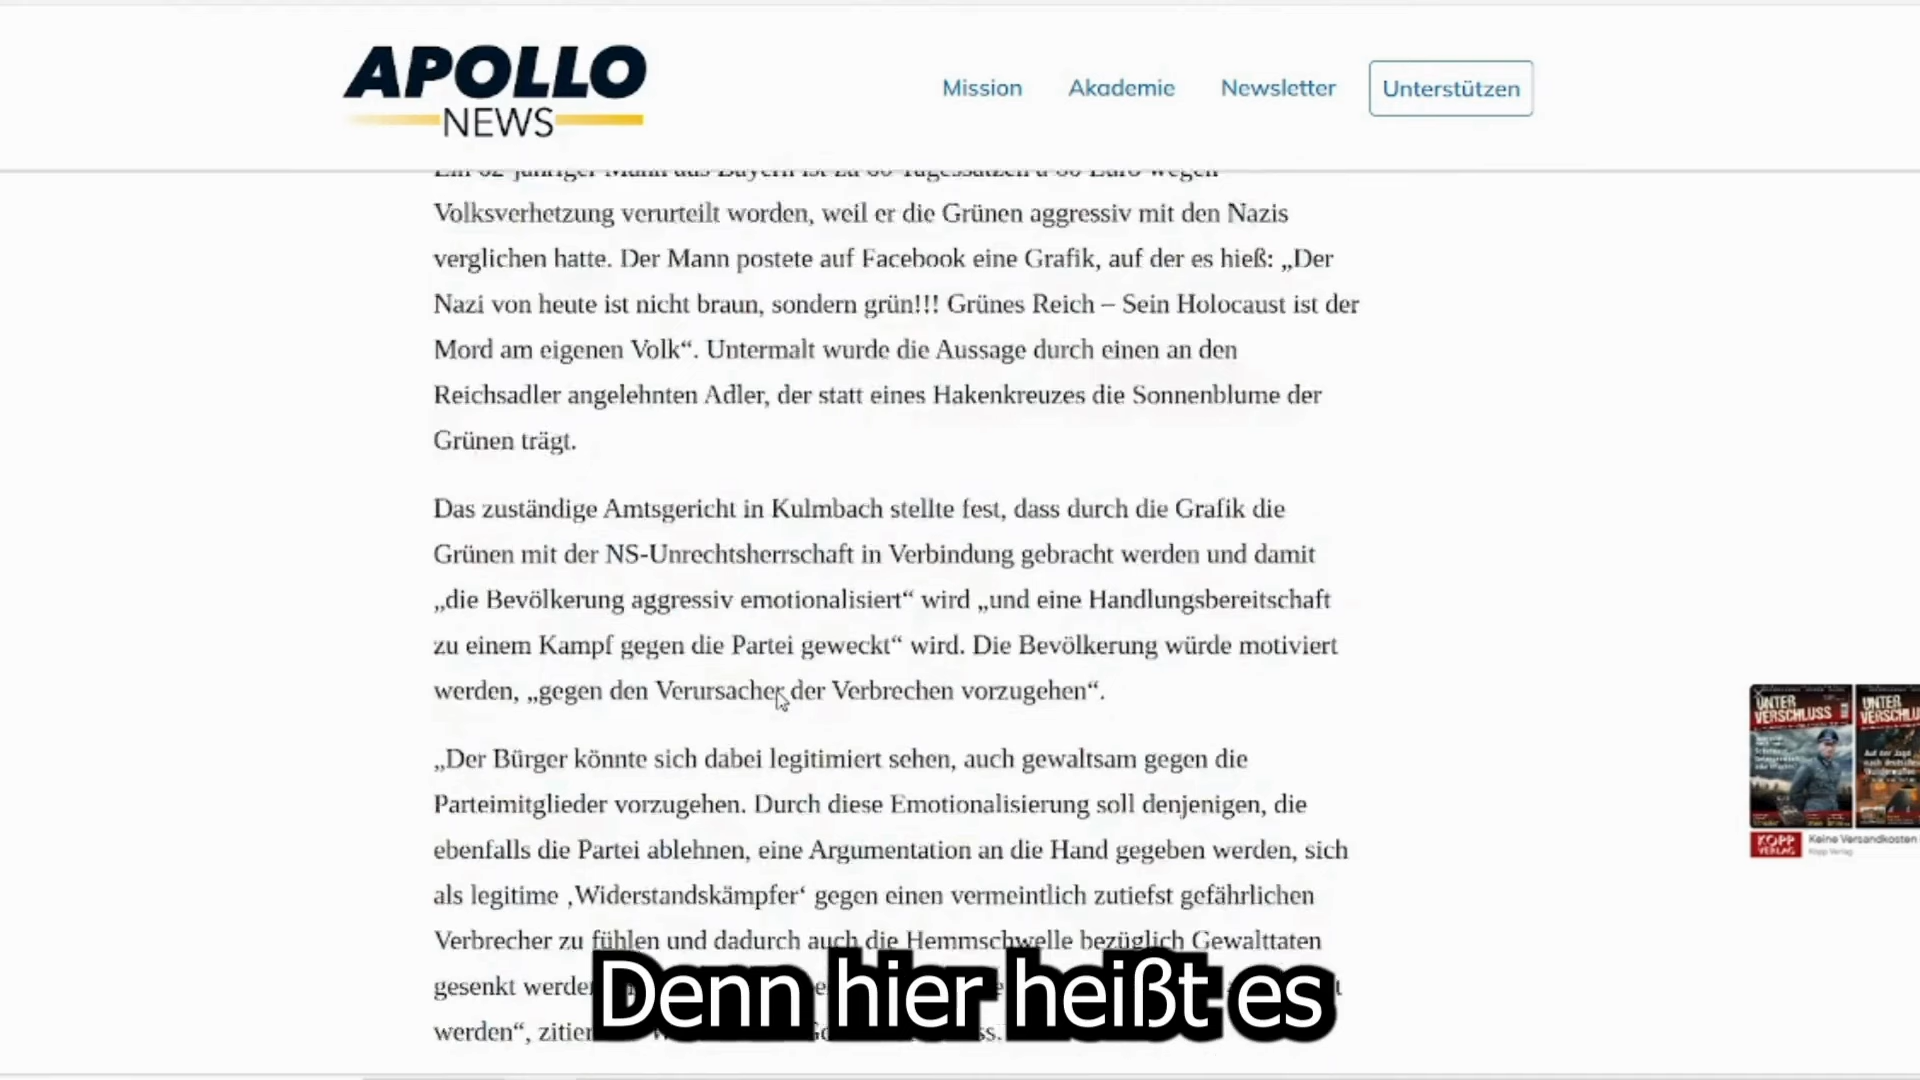 APOLLO
NEWS
Mission
Akademie
Newsletter
Unterstützen
Volksverhetzung verurteilt worden, weil er die Grünen aggressiv mit den Nazis
verglichen hatte. Der Mann postete auf Facebook eine Grafik, auf der es hieß: „Der
Nazi von heute ist nicht braun, sondern grün!!! Grünes Reich – Sein Holocaust ist der
Mord am eigenen Volk“. Untermalt wurde die Aussage durch einen an den
Reichsadler angelehnten Adler, der statt eines Hakenkreuzes die Sonnenblume der
Grünen trägt.
Das zuständige Amtsgericht in Kulmbach stellte fest, dass durch die Grafik die
Grünen mit der NS-Unrechtsherrschaft in Verbindung gebracht werden und damit
„die Bevölkerung aggressiv emotionalisiert“ wird „und eine Handlungsbereitschaft
zu einem Kampf gegen die Partei geweckt“ wird. Die Bevölkerung würde motiviert
werden, „gegen den Verursacher der Verbrechen vorzugehen“.
„Der Bürger könnte sich dabei legitimiert sehen, auch gewaltsam gegen die
Parteimitglieder vorzugehen. Durch diese Emotionalisierung soll denjenigen, die
ebenfalls die Partei ablehnen, eine Argumentation an die Hand gegeben werden, sich
als legitime ‚Widerstandskämpfer‘ gegen einen vermeintlich zutiefst gefährlichen
Verbrecher zu fühlen und dadurch auch die Hemmschwelle bezüglich Gewalttaten
gesenkt
werden“,
Denn hier heißt es
UNTER
VERSCHLUSS
UNTER
KOPP
VERLAG
Keine Versandkosten
Kopp Verlag